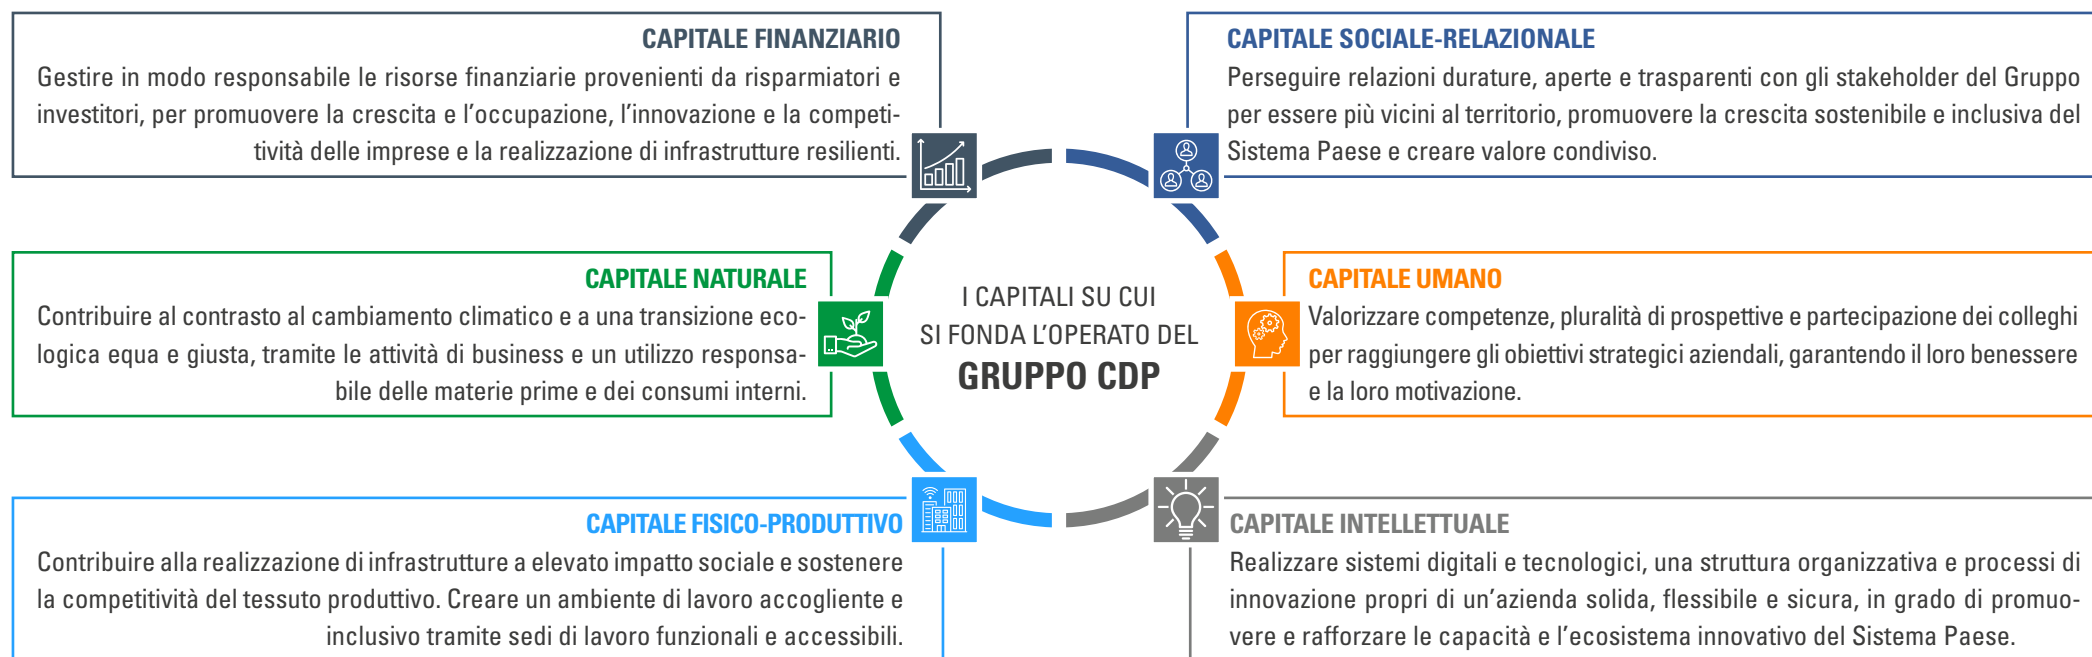 CAPITALE FINANZIARIO
Gestire in modo responsabile le risorse finanziarie provenienti da risparmiatori e
investitori, per promuovere la crescita e l'occupazione, l'innovazione e la competi-
tività delle imprese e la realizzazione di infrastrutture resilienti.
CAPITALE SOCIALE-RELAZIONALE
Perseguire relazioni durature, aperte e trasparenti con gli stakeholder del Gruppo
per essere più vicini al territorio, promuovere la crescita sostenibile e inclusiva del
Sistema Paese e creare valore condiviso.
CAPITALE NATURALE
Contribuire al contrasto al cambiamento climatico e a una transizione eco-
logica equa e giusta, tramite le attività di business e un utilizzo responsa-
bile delle materie prime e dei consumi interni.
I CAPITALI SU CUI
SI FONDA L'OPERATO DEL
GRUPPO CDP
CAPITALE UMANO
Valorizzare competenze, pluralità di prospettive e partecipazione dei colleghi
per raggiungere gli obiettivi strategici aziendali, garantendo il loro benessere
e la loro motivazione.
CAPITALE FISICO-PRODUTTIVO
Contribuire alla realizzazione di infrastrutture a elevato impatto sociale e sostenere
la competitività del tessuto produttivo. Creare un ambiente di lavoro accogliente e
inclusivo tramite sedi di lavoro funzionali e accessibili.
CAPITALE INTELLETTUALE
Realizzare sistemi digitali e tecnologici, una struttura organizzativa e processi di
innovazione propri di un'azienda solida, flessibile e sicura, in grado di promuo-
vere e rafforzare le capacità e l'ecosistema innovativo del Sistema Paese.